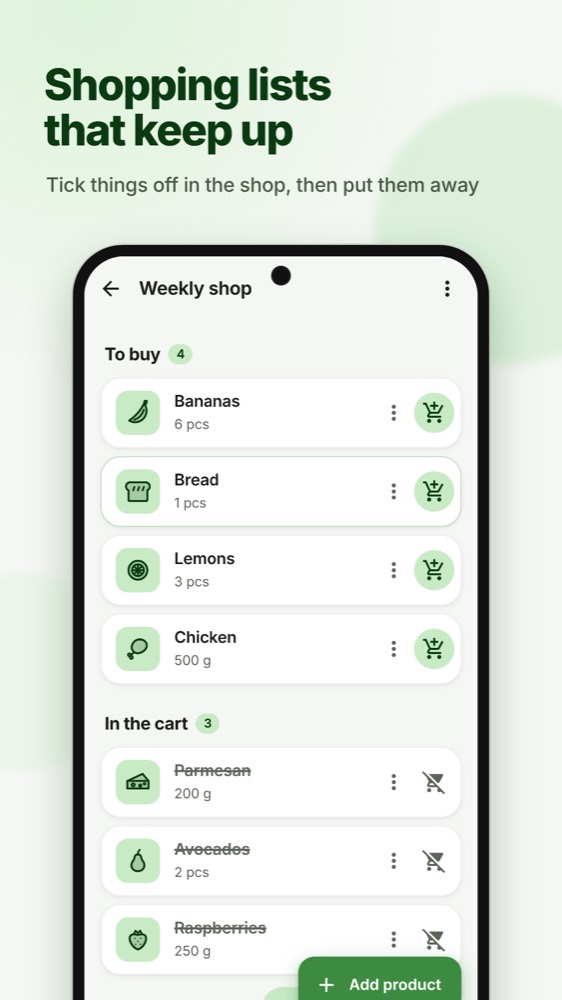 Shopping lists
that keep up
Tick things off in the shop, then put them away
Weekly shop
To buy 4
Bananas
6 pcs
Bread
1 pcs
Lemons
3 pcs
Chicken
500 g
In the cart 3
Parmesan
200 g
Avocados
2 pcs
Raspberries
250 g
+ Add product